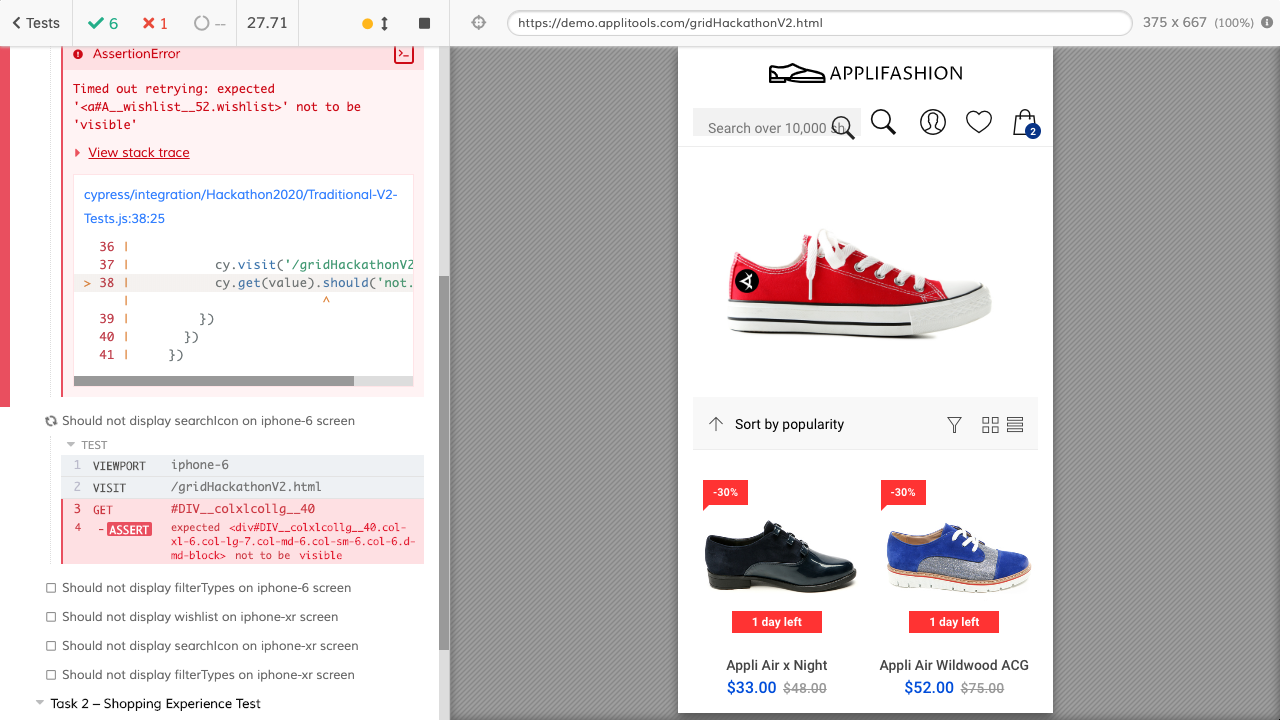 Tests
6
1
--
27.71
https://demo.applitools.com/gridHackathonV2.html
375 x 667 (100%)
AssertionError
Timed out retrying: expected
'<a#A__wishlist__52.wishlist>' not to be
'visible'
View stack trace
cypress/integration/Hackathon2020/Traditional-V2-
Tests.js:38:25
36 |
37 | cy.visit('/gridHackathonV2
> 38 | cy.get(value).should('not.
| ^
39 | })
40 | })
41 | })
Should not display searchIcon on iphone-6 screen
TEST
1 VIEWPORT iphone-6
2 VISIT /gridHackathonV2.html
3 GET #DIV__colxlcollg__40
4 -ASSERT expected <div#DIV__colxlcollg__40.col-
xl-6.col-lg-7.col-md-6.col-sm-6.col-6.d-
md-block> not to be visible
Should not display filterTypes on iphone-6 screen
Should not display wishlist on iphone-xr screen
Should not display searchIcon on iphone-xr screen
Should not display filterTypes on iphone-xr screen
Task 2 – Shopping Experience Test
APPLIFASHION
Search over 10,000 sh
2
Sort by popularity
-30%
-30%
1 day left
1 day left
Appli Air x Night
Appli Air Wildwood ACG
$33.00 $48.00
$52.00 $75.00